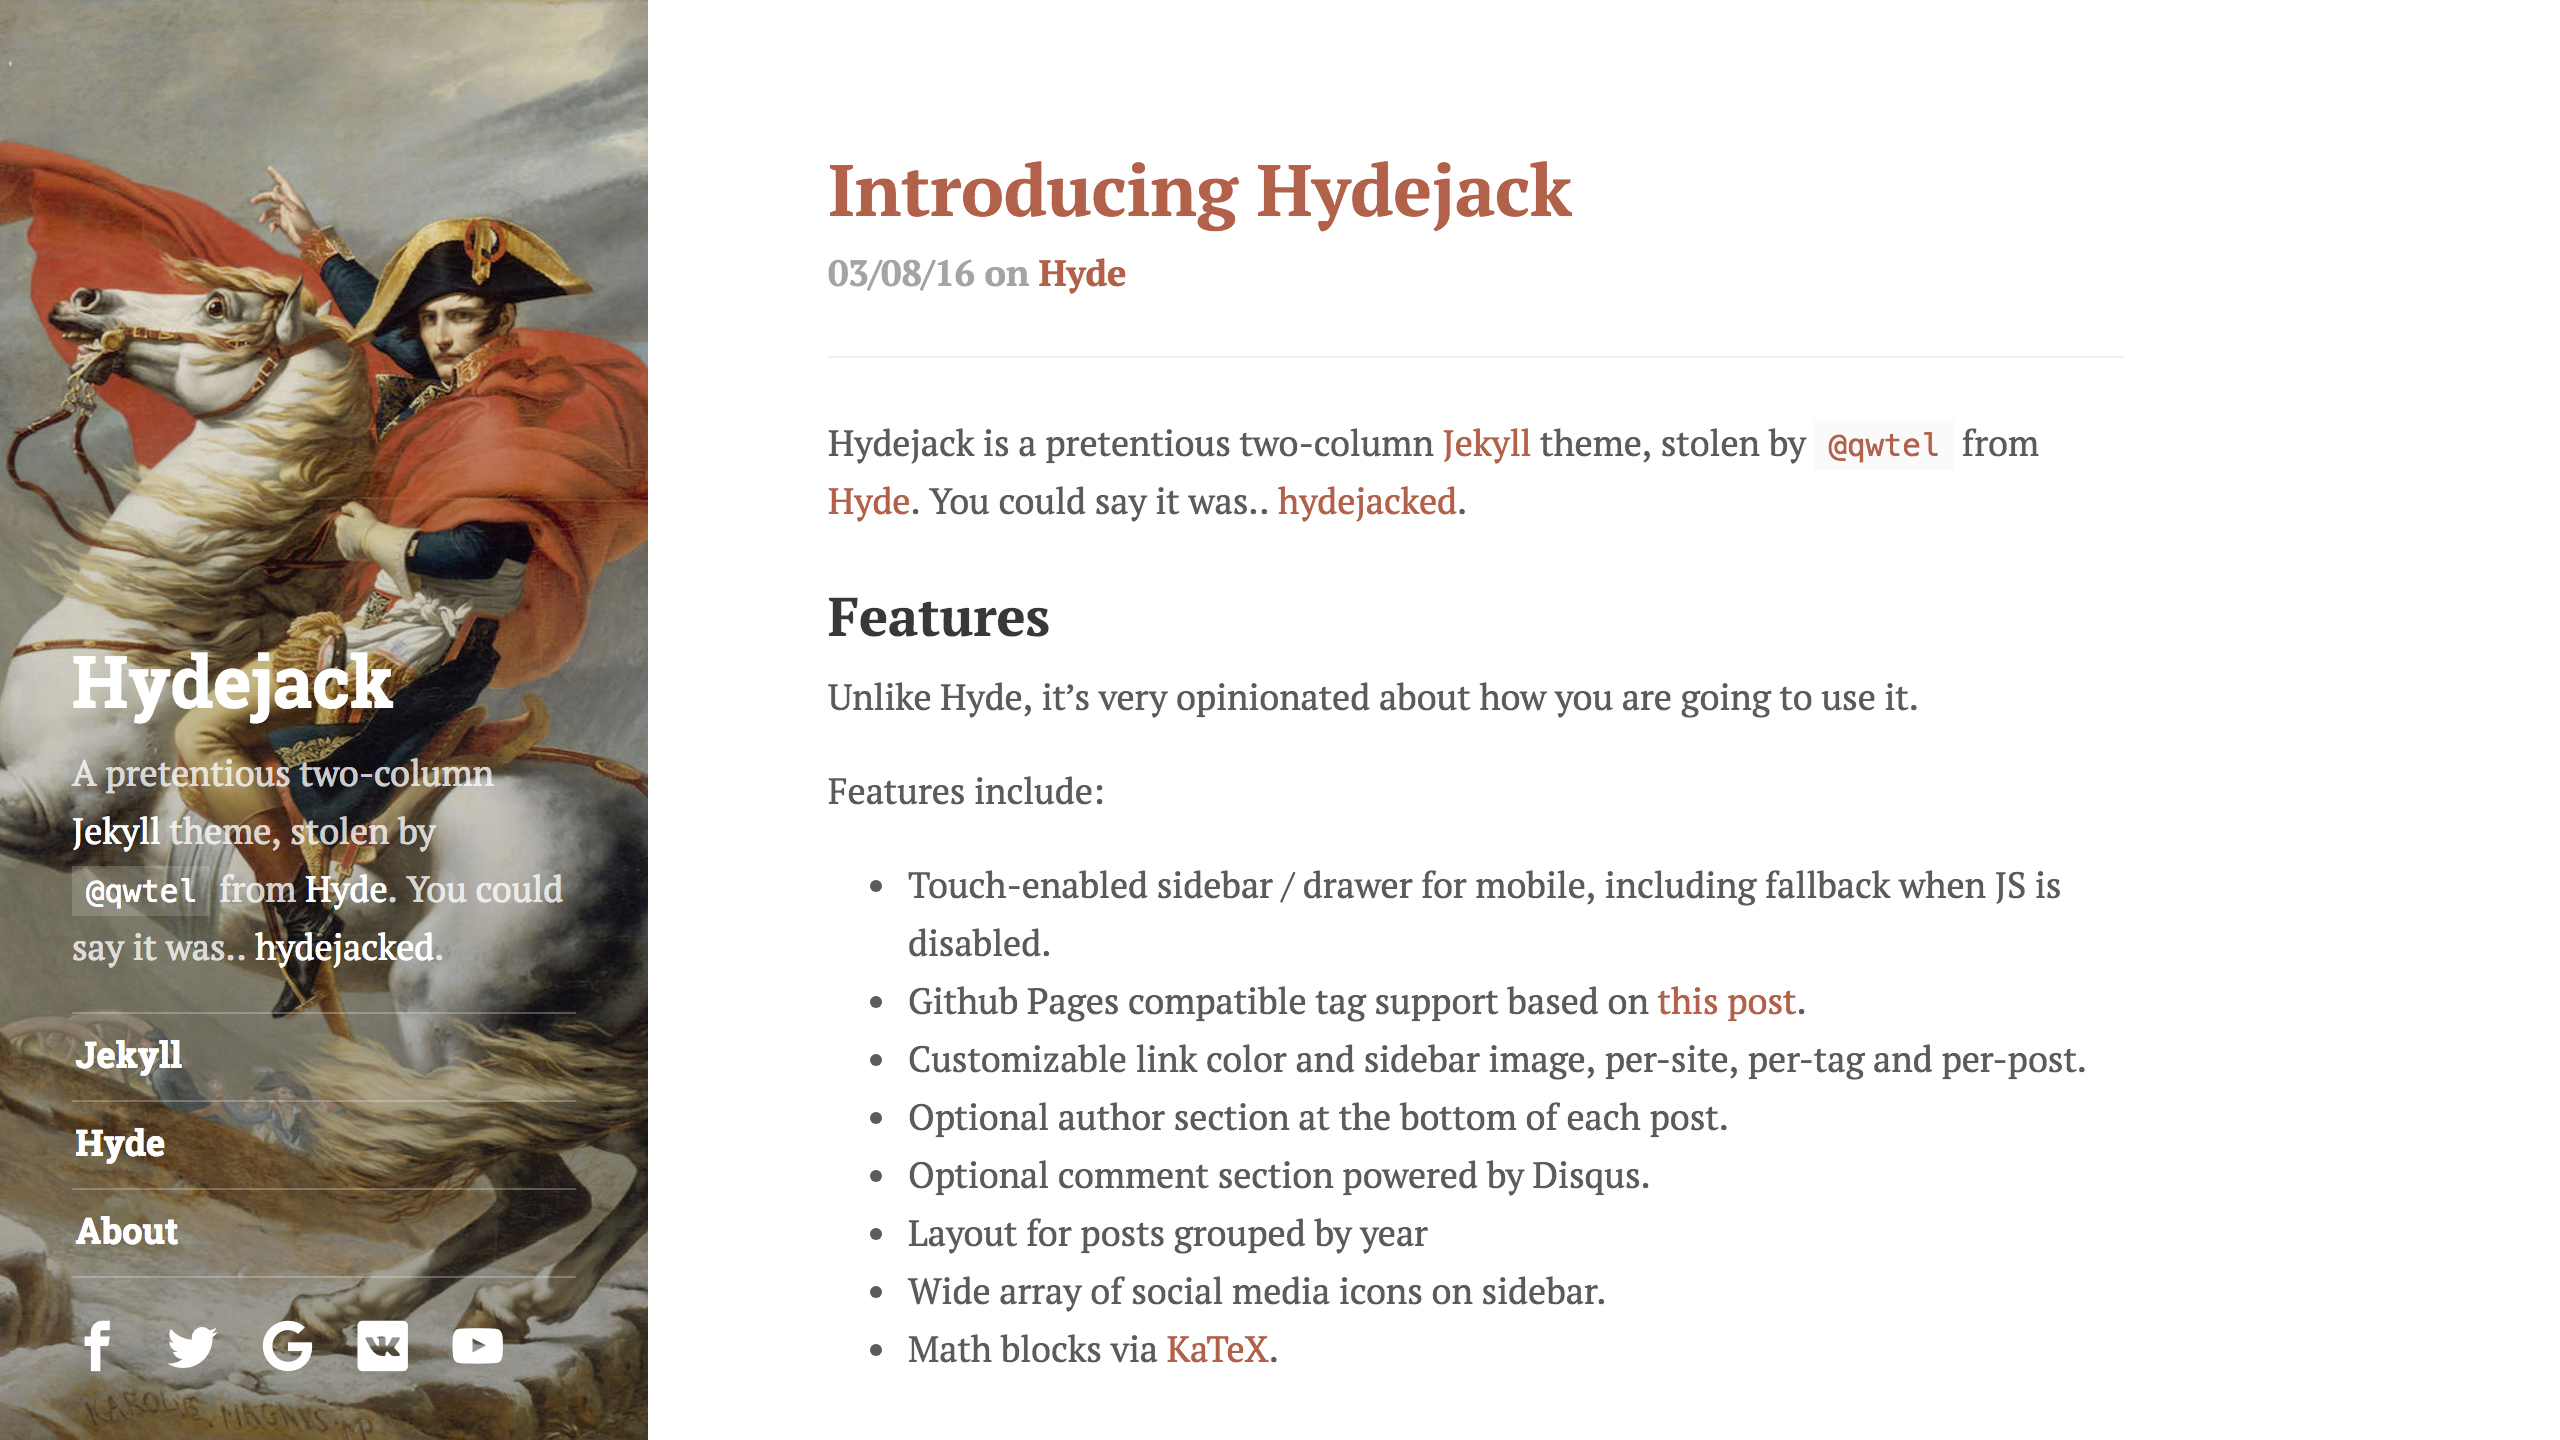 Hydejack
A pretentious two-column
Jekyll theme, stolen by
@qwtel from Hyde. You could
say it was.. hydejacked.
Jekyll
Hyde
About
KAROLVS MAGNVS
Introducing Hydejack
03/08/16 on Hyde
Hydejack is a pretentious two-column Jekyll theme, stolen by @qwtel from
Hyde. You could say it was.. hydejacked.
Features
Unlike Hyde, it’s very opinionated about how you are going to use it.
Features include:
• Touch-enabled sidebar / drawer for mobile, including fallback when JS is
disabled.
• Github Pages compatible tag support based on this post.
• Customizable link color and sidebar image, per-site, per-tag and per-post.
• Optional author section at the bottom of each post.
• Optional comment section powered by Disqus.
• Layout for posts grouped by year
• Wide array of social media icons on sidebar.
• Math blocks via KaTeX.